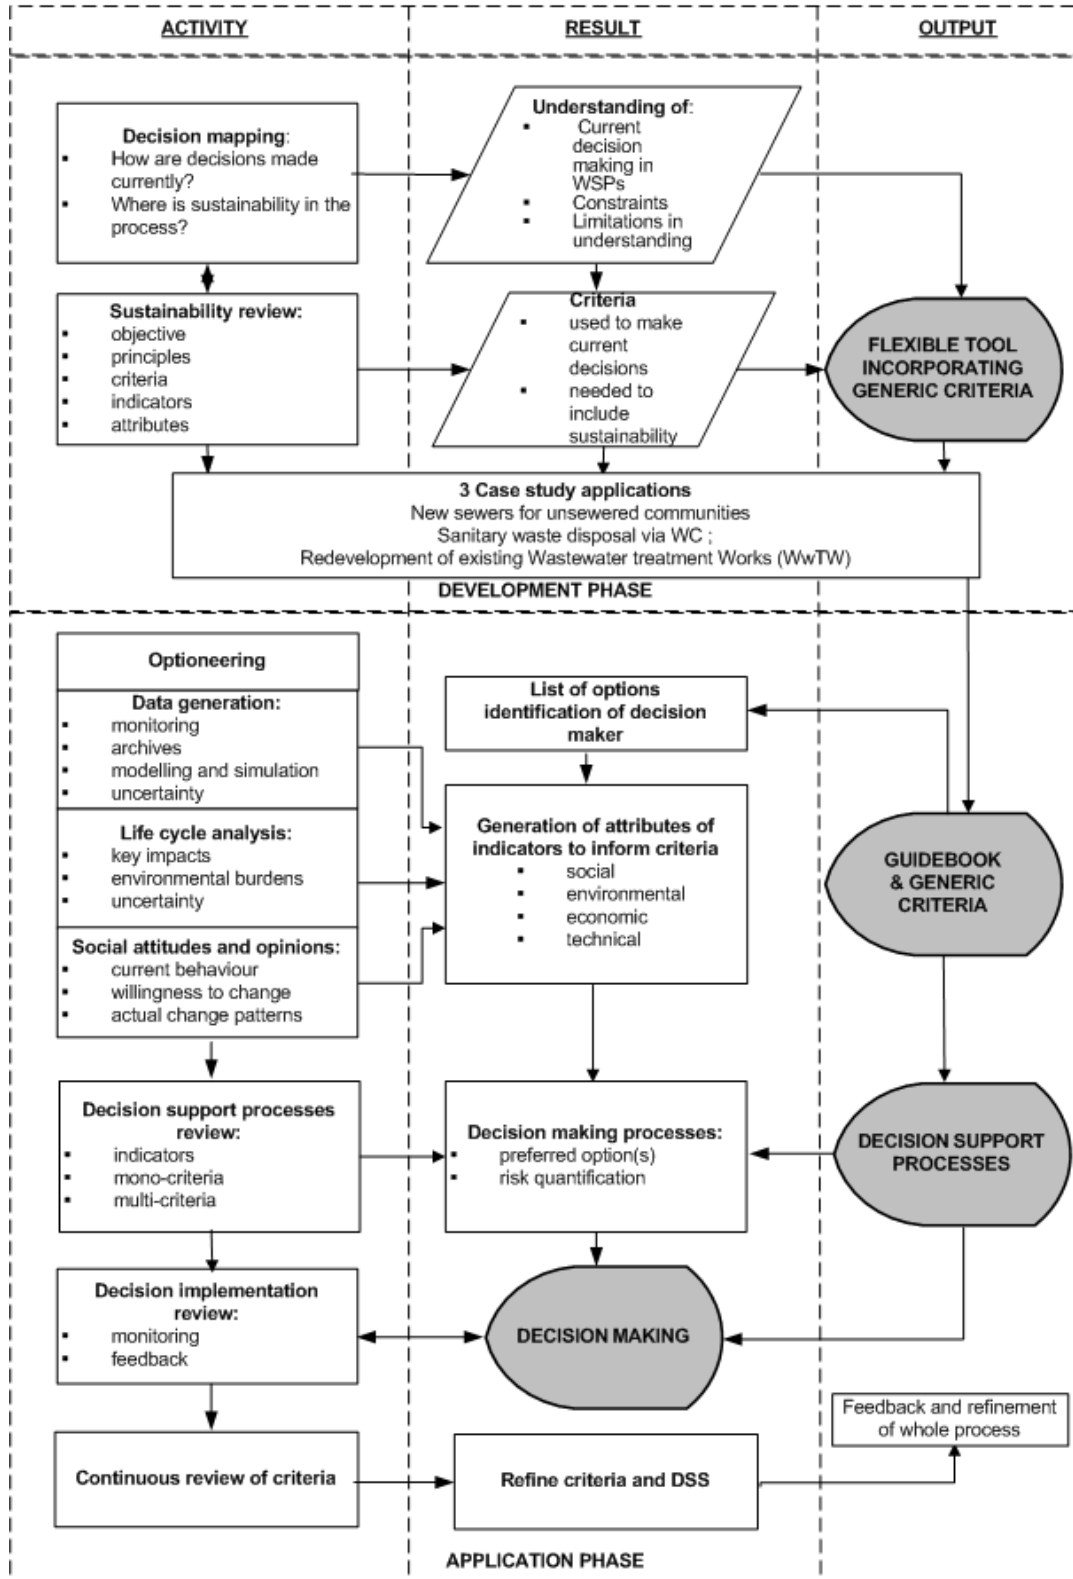 ACTIVITY
RESULT
OUTPUT
Decision mapping:
▪ How are decisions made
currently?
▪ Where is sustainability in the
process?
Understanding of:
▪ Current
decision
making in
WSPs
▪ Constraints
▪ Limitations in
understanding
Sustainability review:
▪ objective
▪ principles
▪ criteria
▪ indicators
▪ attributes
Criteria
▪ used to make
current
decisions
▪ needed to
include
sustainability
FLEXIBLE TOOL
INCORPORATING
GENERIC CRITERIA
3 Case study applications
New sewers for unsewered communities
Sanitary waste disposal via WC ;
Redevelopment of existing Wastewater treatment Works (WwTW)
DEVELOPMENT PHASE
Optioneering
Data generation:
▪ monitoring
▪ archives
▪ modelling and simulation
▪ uncertainty
Life cycle analysis:
▪ key impacts
▪ environmental burdens
▪ uncertainty
Social attitudes and opinions:
▪ current behaviour
▪ willingness to change
▪ actual change patterns
List of options
identification of decision
maker
Generation of attributes of
indicators to inform criteria
▪ social
▪ environmental
▪ economic
▪ technical
GUIDEBOOK
& GENERIC
CRITERIA
Decision support processes
review:
▪ indicators
▪ mono-criteria
▪ multi-criteria
Decision making processes:
▪ preferred option(s)
▪ risk quantification
DECISION SUPPORT
PROCESSES
Decision implementation
review:
▪ monitoring
▪ feedback
DECISION MAKING
Feedback and refinement
of whole process
Continuous review of criteria
Refine criteria and DSS
APPLICATION PHASE